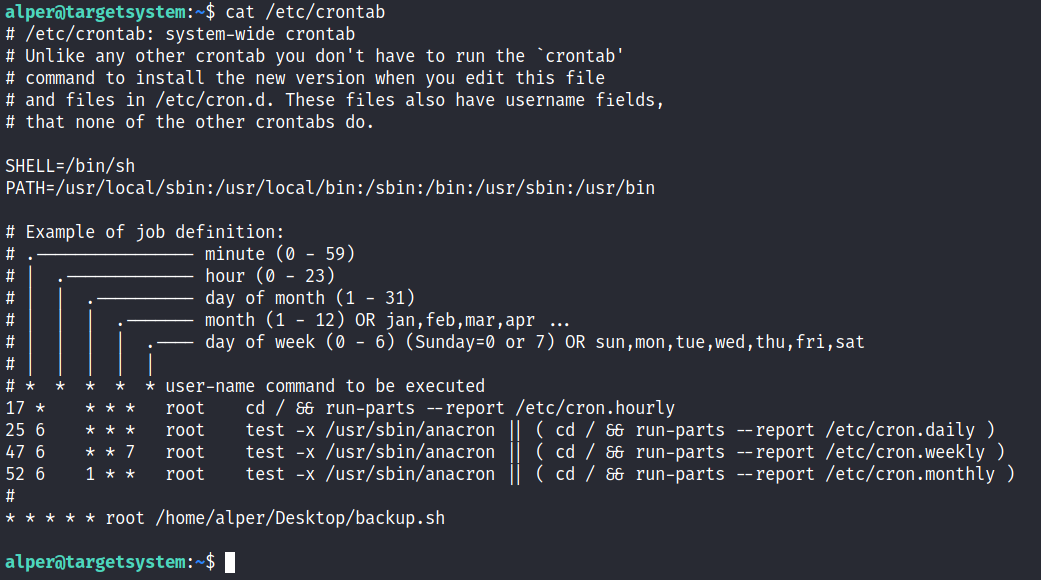 alper@targetsystem:~$ cat /etc/crontab
# /etc/crontab: system-wide crontab
# Unlike any other crontab you don't have to run the `crontab'
# command to install the new version when you edit this file
# and files in /etc/cron.d. These files also have username fields,
# that none of the other crontabs do.

SHELL=/bin/sh
PATH=/usr/local/sbin:/usr/local/bin:/sbin:/bin:/usr/sbin:/usr/bin

# Example of job definition:
# .---------------- minute (0 - 59)
# |  .------------- hour (0 - 23)
# |  |  .---------- day of month (1 - 31)
# |  |  |  .------- month (1 - 12) OR jan,feb,mar,apr ...
# |  |  |  |  .---- day of week (0 - 6) (Sunday=0 or 7) OR sun,mon,tue,wed,thu,fri,sat
# |  |  |  |  |
# *  *  *  *  * user-name command to be executed
17 *    * * *   root    cd / && run-parts --report /etc/cron.hourly
25 6    * * *   root    test -x /usr/sbin/anacron || ( cd / && run-parts --report /etc/cron.daily )
47 6    * * 7   root    test -x /usr/sbin/anacron || ( cd / && run-parts --report /etc/cron.weekly )
52 6    1 * *   root    test -x /usr/sbin/anacron || ( cd / && run-parts --report /etc/cron.monthly )
#
* * * * * root /home/alper/Desktop/backup.sh

alper@targetsystem:~$